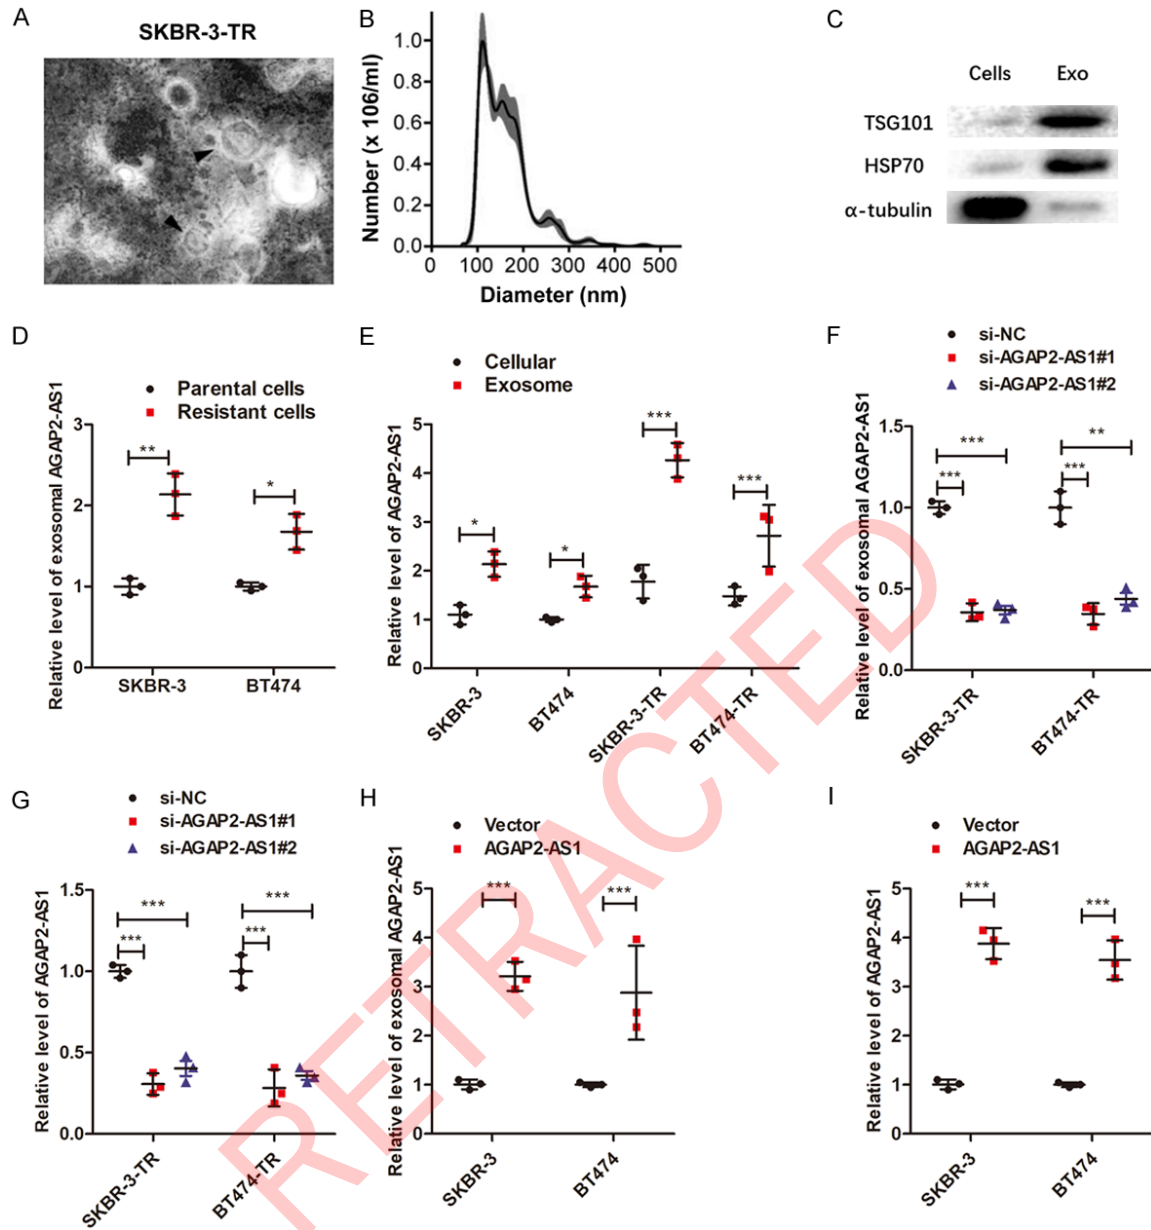 A
SKBR-3-TR
B
Number (x 106/ml)
1.0
0.8
0.6
0.4
0.2
0.0
0 100 200 300 400 500
Diameter (nm)
C
Cells Exo
TSG101
HSP70
α-tubulin
D
Parental cells
Resistant cells
Relative level of exosomal AGAP2-AS1
3
2
1
0
** *
SKBR-3 BT474
E
Cellular
Exosome
Relative level of AGAP2-AS1
5
4
3
2
1
0
* * *** ***
SKBR-3 BT474 SKBR-3-TR BT474-TR
F
si-NC
si-AGAP2-AS1#1
si-AGAP2-AS1#2
Relative level of exosomal AGAP2-AS1
1.5
1.0
0.5
0.0
*** **
*** ***
SKBR-3-TR BT474-TR
G
si-NC
si-AGAP2-AS1#1
si-AGAP2-AS1#2
Relative level of AGAP2-AS1
1.5
1.0
0.5
0.0
*** ***
*** ***
SKBR-3-TR BT474-TR
H
Vector
AGAP2-AS1
Relative level of exosomal AGAP2-AS1
5
4
3
2
1
0
*** ***
SKBR-3 BT474
I
Vector
AGAP2-AS1
Relative level of AGAP2-AS1
5
4
3
2
1
0
*** ***
SKBR-3 BT474
RETRACTED